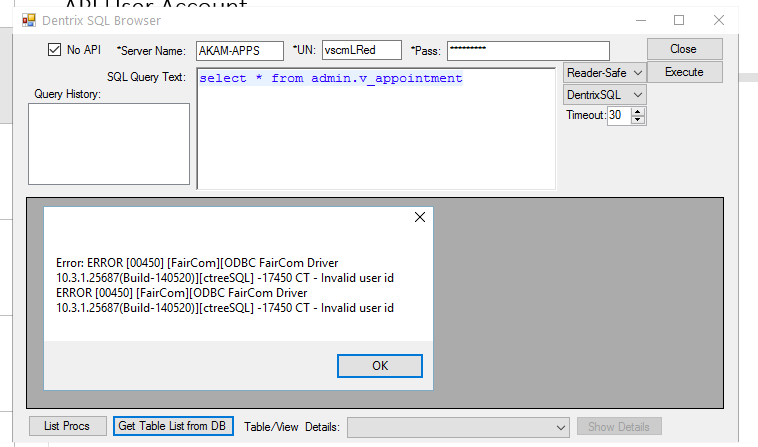 API User Account
Dentrix SQL Browser
No API
*Server Name:
AKAM-APPS
*UN:
vscmLRed
*Pass:
*********
Close
SQL Query Text:
select * from admin.v_appointment
Reader-Safe
Execute
Query History:
DentrixSQL
Timeout:
30
Error: ERROR [00450] [FairCom][ODBC FairCom Driver
10.3.1.25687(Build-140520)][ctreeSQL] -17450 CT - Invalid user id
ERROR [00450] [FairCom][ODBC FairCom Driver
10.3.1.25687(Build-140520)][ctreeSQL] -17450 CT - Invalid user id
OK
List Procs
Get Table List from DB
Table/View Details:
Show Details